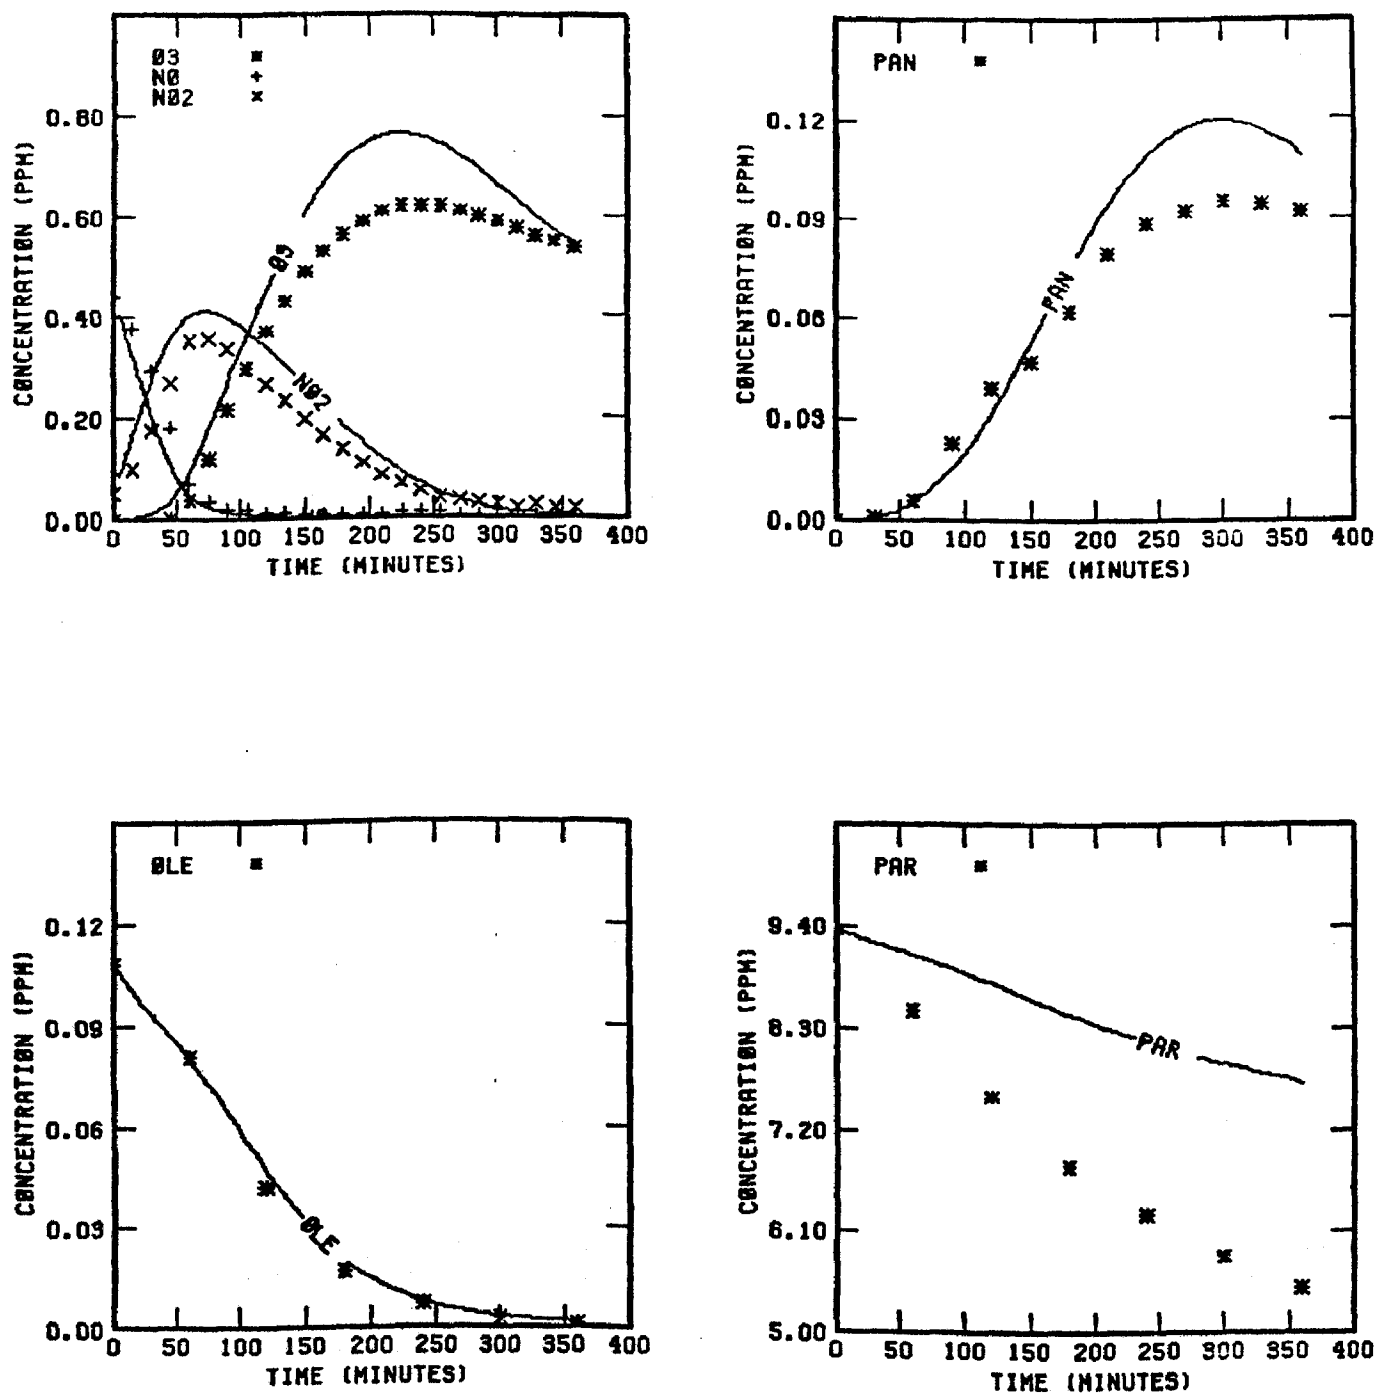 Ø3 *
NØ +
NØ2 ×
0.80
0.60
0.40
0.20
0.00
CØNCENTRATIØN (PPM)
Ø3
NØ2
0 50 100 150 200 250 300 350 400
TIME (MINUTES)
PAN *
0.12
0.09
0.06
0.03
0.00
CØNCENTRATIØN (PPM)
PAN
0 50 100 150 200 250 300 350 400
TIME (MINUTES)
ØLE *
0.12
0.09
0.06
0.03
0.00
CØNCENTRATIØN (PPM)
ØLE
0 50 100 150 200 250 300 350 400
TIME (MINUTES)
PAR *
9.40
8.30
7.20
6.10
5.00
CØNCENTRATIØN (PPM)
PAR
0 50 100 150 200 250 300 350 400
TIME (MINUTES)